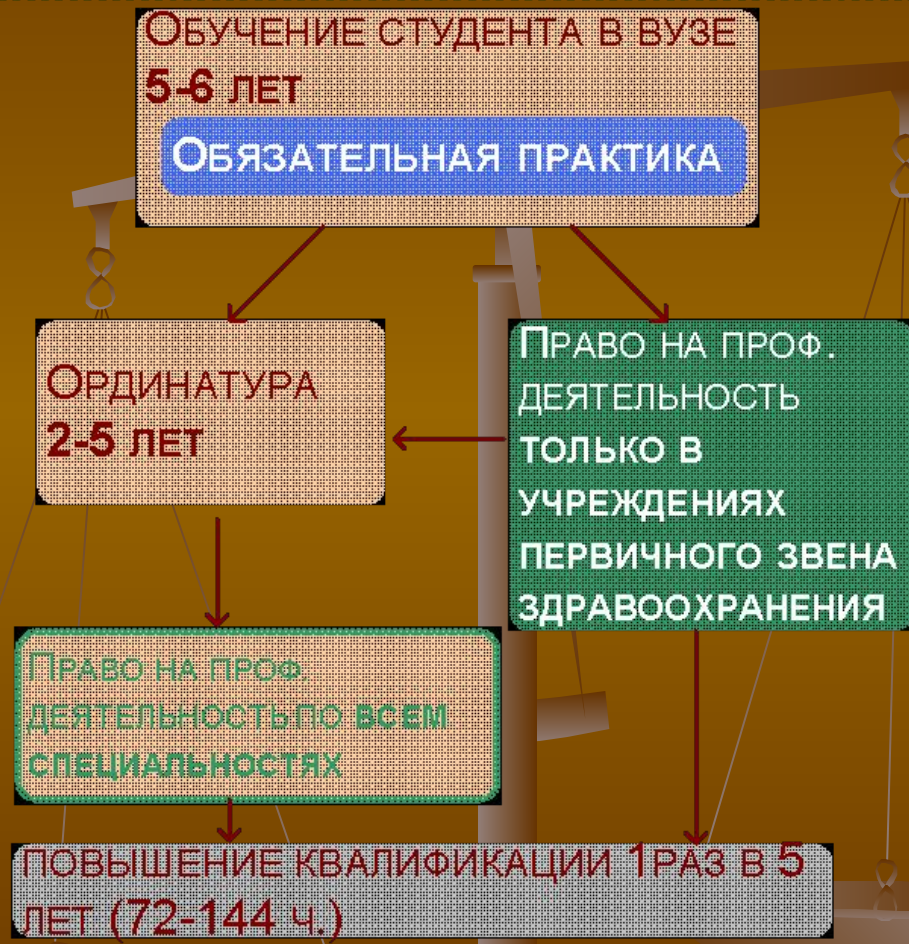 Обучение студента в вузе
5-6 лет
Обязательная практика
Ординатура
2-5 лет
Право на проф.
деятельность
только в
учреждениях
первичного звена
здравоохранения
Право на проф.
деятельность по всем
специальностях
повышение квалификации 1раз в 5
лет (72-144 ч.)